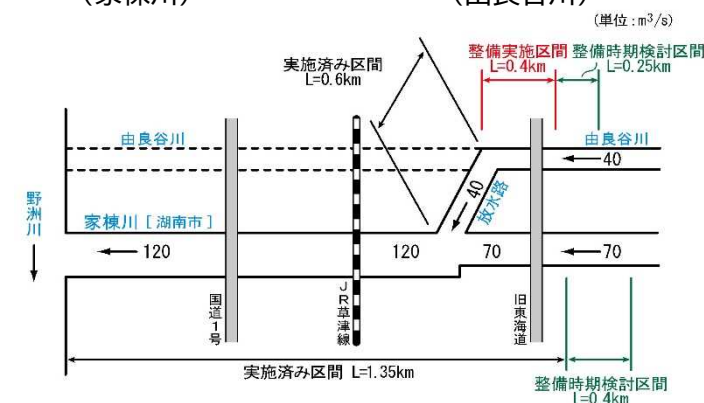 （家棟川）
（由良谷川）
（単位：m³/s）
実施済み区間
L=0.6km
整備実施区間
L=0.4km
整備時期検討区間
L=0.25km
由良谷川
由良谷川
40
40
放水路
野洲川
家棟川［湖南市］
120
120
70
70
国道1号
JR草津線
旧東海道
実施済み区間 L=1.35km
整備時期検討区間
L=0.4km